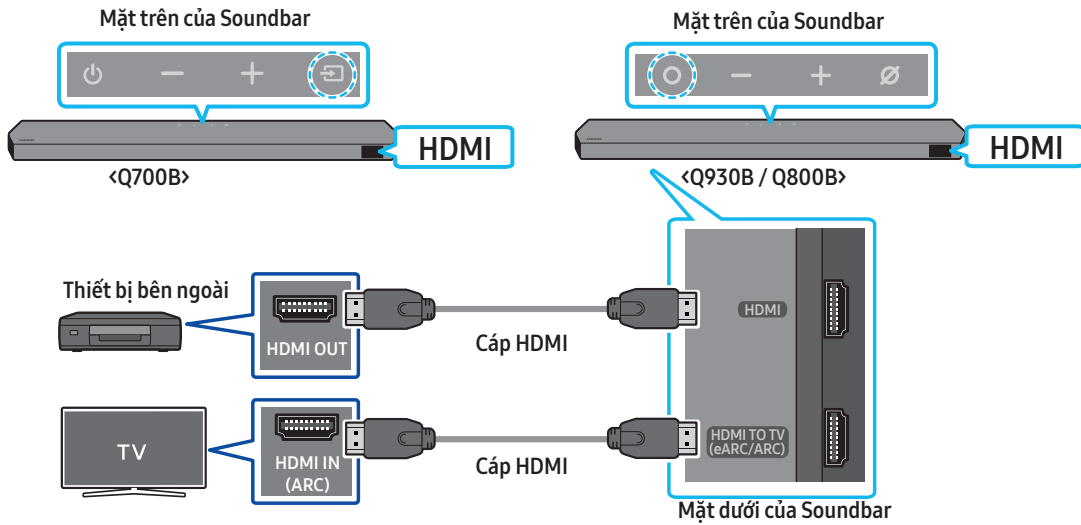 Mặt trên của Soundbar
HDMI
<Q700B>
Mặt trên của Soundbar
HDMI
<Q930B / Q800B>
Thiết bị bên ngoài
HDMI OUT
Cáp HDMI
HDMI
TV
HDMI IN
(ARC)
Cáp HDMI
HDMI TO TV
(eARC/ARC)
Mặt dưới của Soundbar